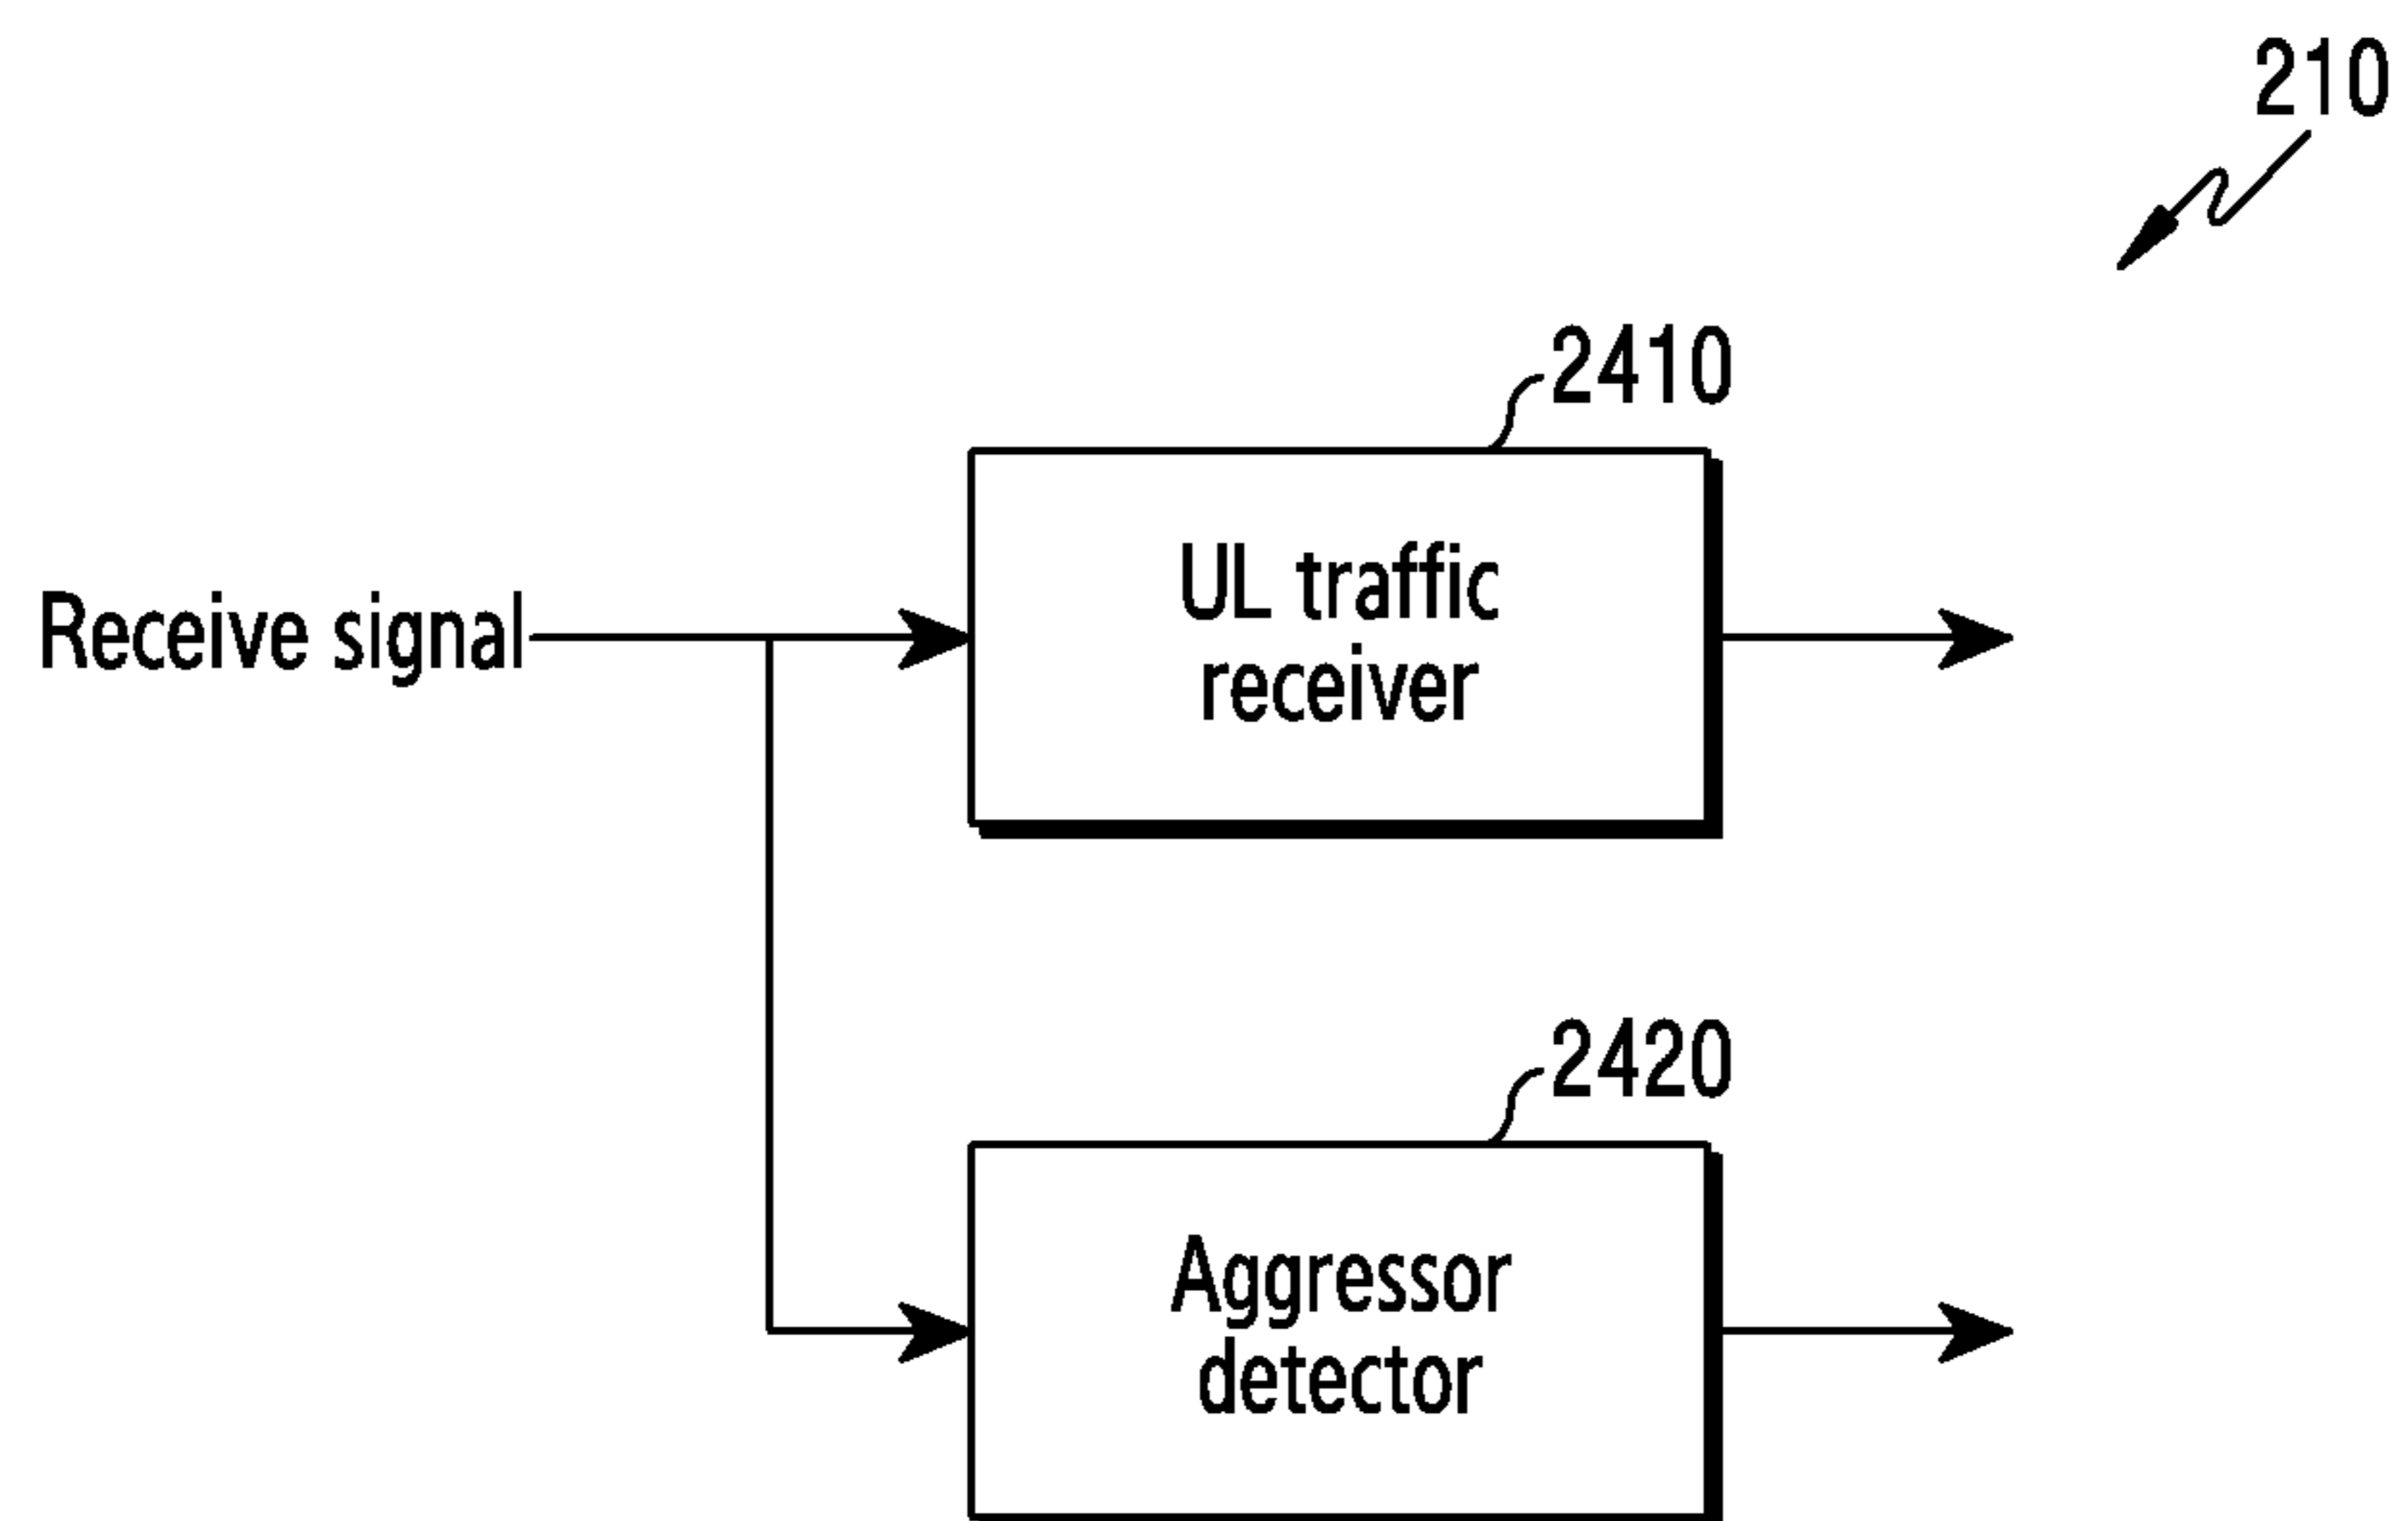 210
2410
UL traffic
receiver
Receive signal
2420
Aggressor
detector